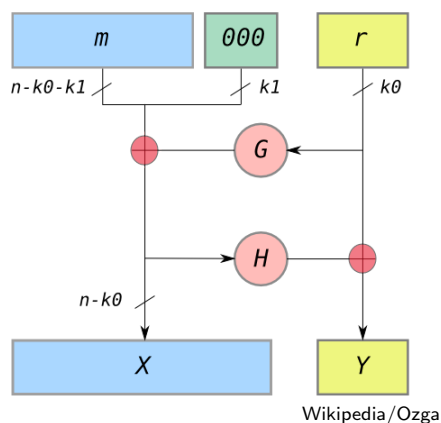 m 000 r
n-k0-k1 k1 k0
G
H
n-k0
X Y
Wikipedia/Ozga